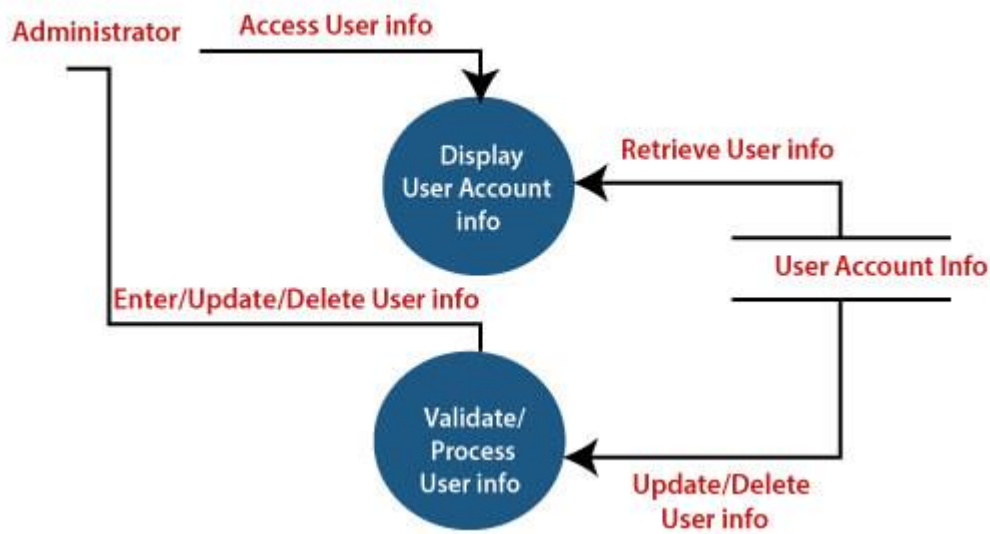 Administrator
Access User info
Display
User Account
info
Retrieve User info
User Account Info
Enter/Update/Delete User info
Validate/
Process
User info
Update/Delete
User info